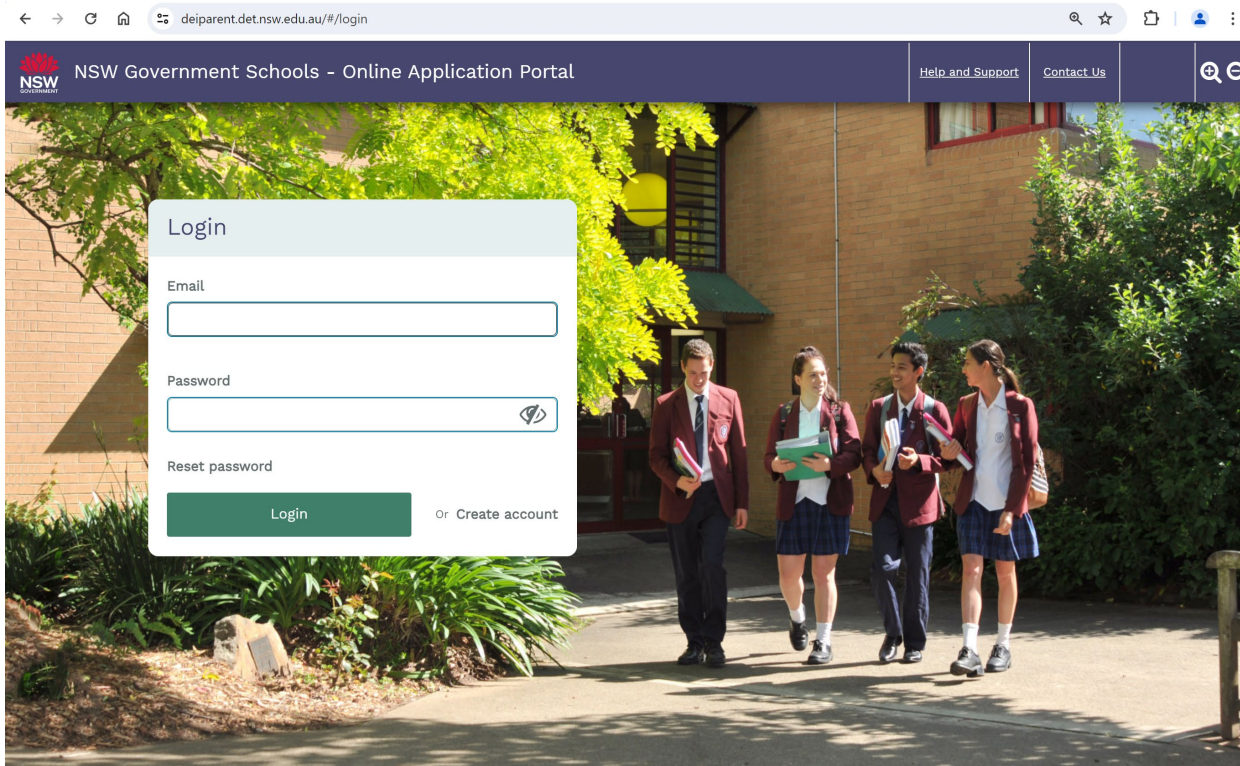 deiparent.det.nsw.edu.au/#/login
NSW GOVERNMENT
NSW Government Schools - Online Application Portal
Help and Support
Contact Us
Login
Email
Password
Reset password
Login
Or Create account